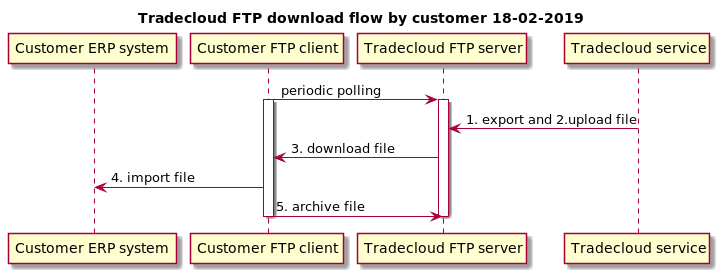 Tradecloud FTP download flow by customer 18-02-2019
Customer ERP system
Customer FTP client
Tradecloud FTP server
Tradecloud service
periodic polling
1. export and 2.upload file
3. download file
4. import file
5. archive file
Customer ERP system
Customer FTP client
Tradecloud FTP server
Tradecloud service